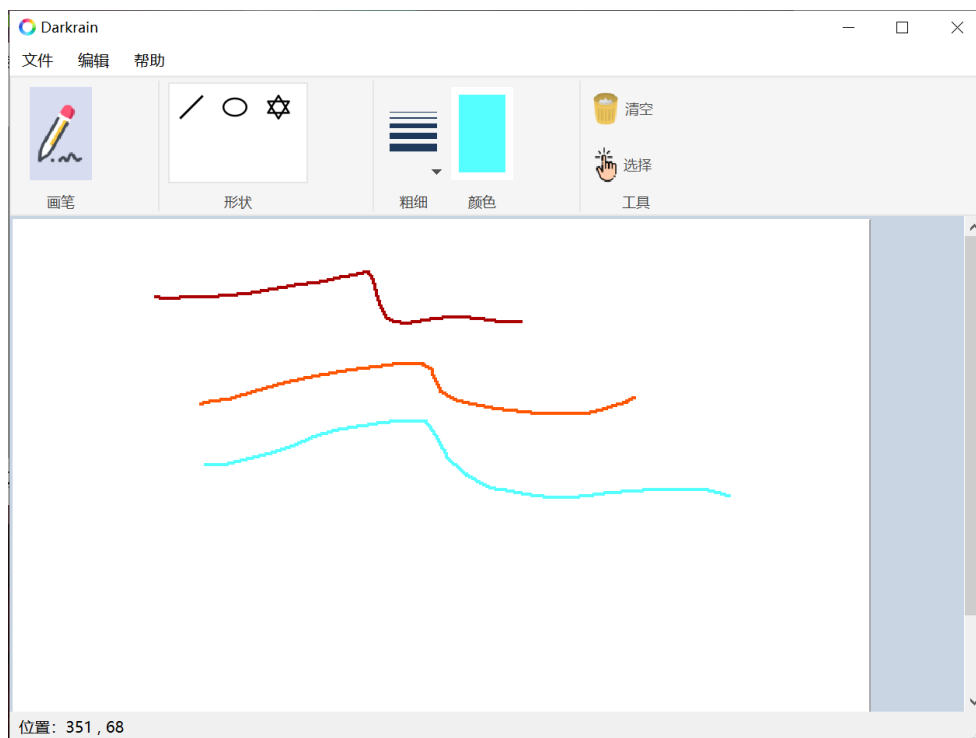 Darkrain
文件 编辑 帮助
清空
选择
画笔 形状 粗细 颜色 工具
位置：351 , 68